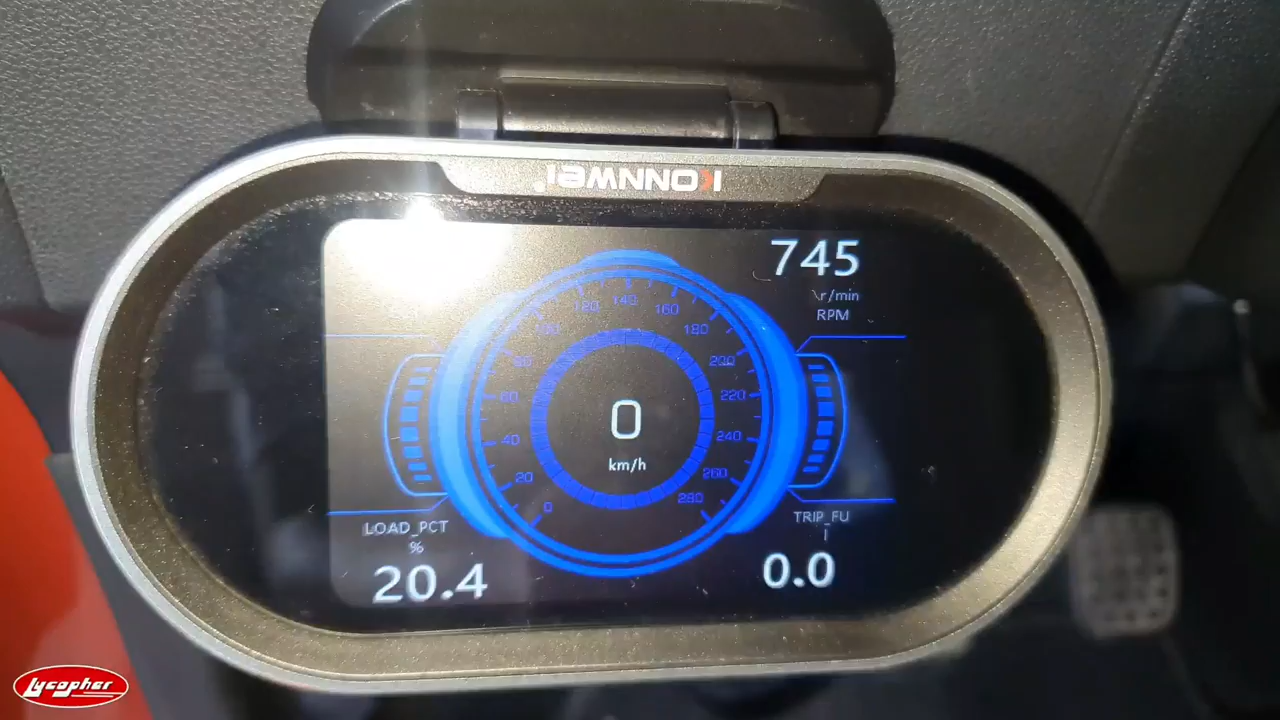 KONNWEI®
745
r/min
RPM
120 140 160
100 180
80 200
60 220
0
40 240
km/h
20 260
0 280
LOAD_PCT
%
20.4
TRIP_FU
l
0.0
Lycopher